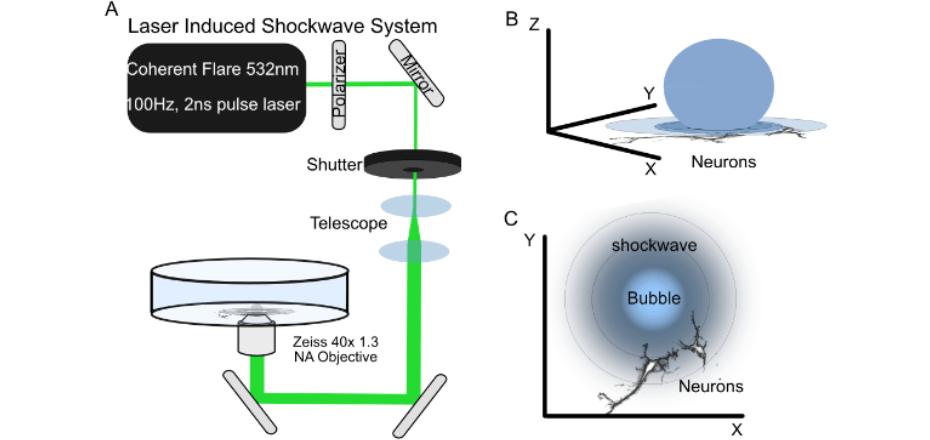 A
Laser Induced Shockwave System
Coherent Flare 532nm
100Hz, 2ns pulse laser
Polarizer
Mirror
Shutter
Telescope
Zeiss 40x 1.3
NA Objective
B
Z
Y
X
Neurons
C
Y
shockwave
Bubble
Neurons
X